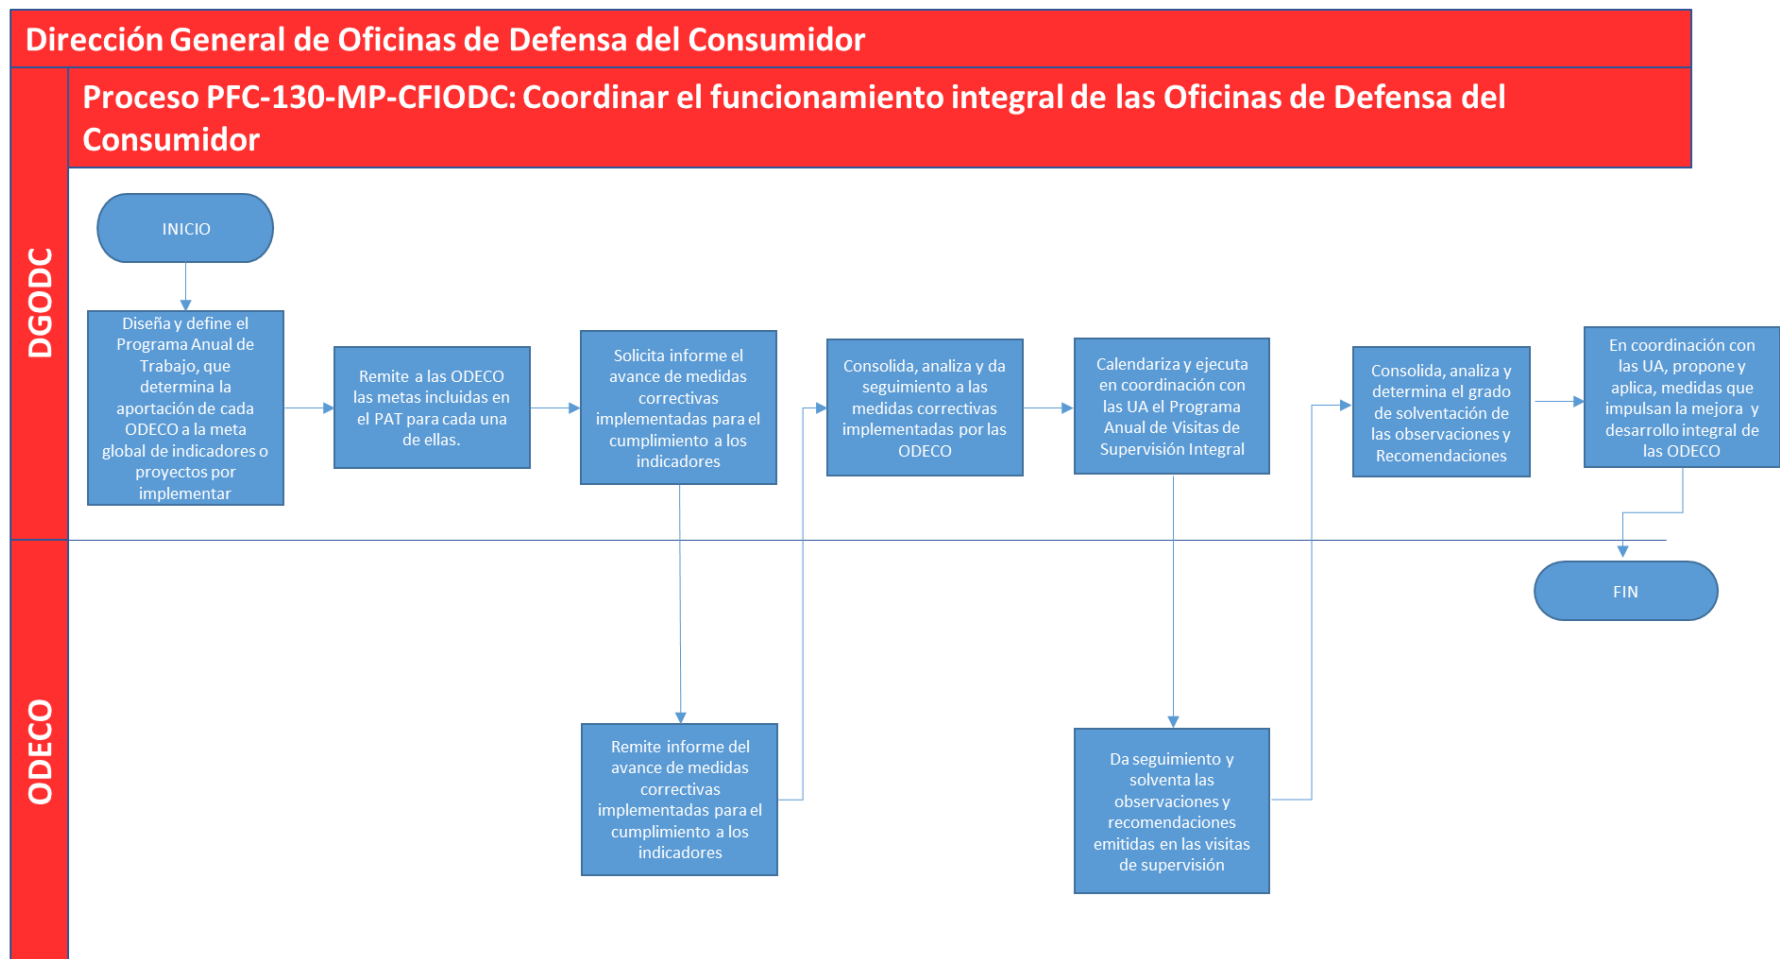 Dirección General de Oficinas de Defensa del Consumidor
Proceso PFC-130-MP-CFIODC: Coordinar el funcionamiento integral de las Oficinas de Defensa del
Consumidor
DGODC
INICIO
Diseña y define el
Programa Anual de
Trabajo, que
determina la
aportación de cada
ODECO a la meta
global de indicadores o
proyectos por
implementar
Remite a las ODECO
las metas incluidas en
el PAT para cada una
de ellas.
Solicita informe el
avance de medidas
correctivas
implementadas para el
cumplimiento a los
indicadores
Consolida, analiza y da
seguimiento a las
medidas correctivas
implementadas por las
ODECO
Calendariza y ejecuta
en coordinación con
las UA el Programa
Anual de Visitas de
Supervisión Integral
Consolida, analiza y
determina el grado
de solventación de
las observaciones y
Recomendaciones
En coordinación con
las UA, propone y
aplica, medidas que
impulsan la mejora y
desarrollo integral de
las ODECO
ODECO
Remite informe del
avance de medidas
correctivas
implementadas para el
cumplimiento a los
indicadores
Da seguimiento y
solventa las
observaciones y
recomendaciones
emitidas en las visitas
de supervisión
FIN